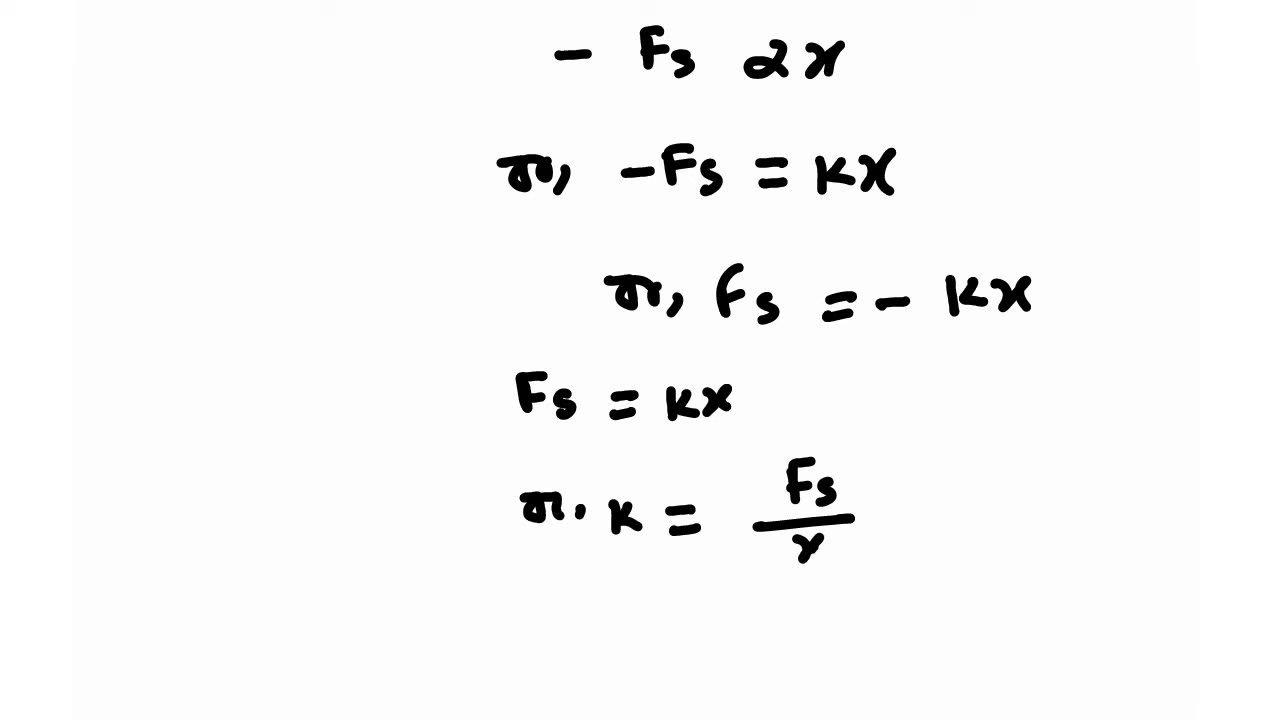 - Fs α x
বা, -Fs = kx
বা, Fs = - kx
Fs = kx
বা. k = Fs/x